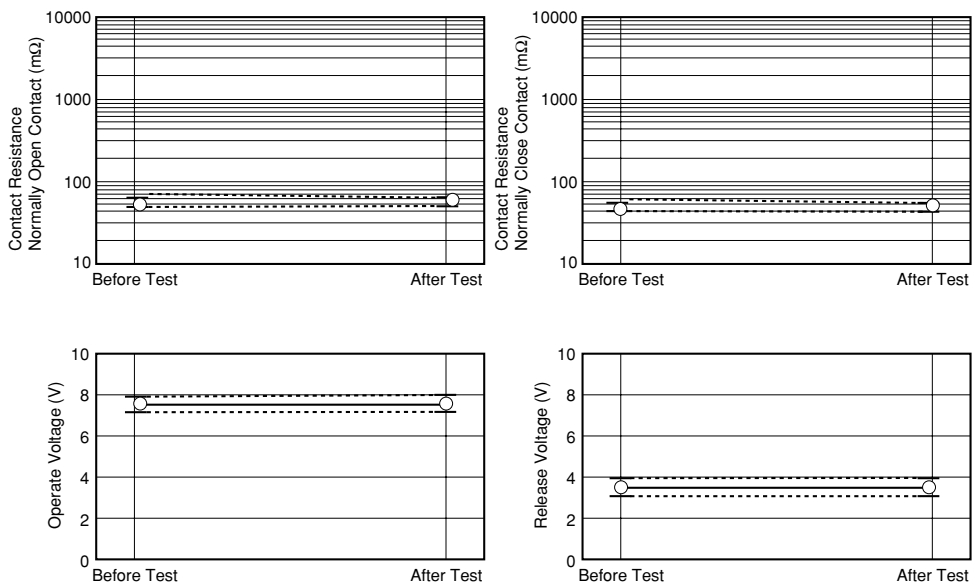 Contact Resistance
Normally Open Contact (mΩ)
10000
1000
100
10
Before Test
After Test
Contact Resistance
Normally Close Contact (mΩ)
10000
1000
100
10
Before Test
After Test
Operate Voltage (V)
10
8
6
4
2
0
Before Test
After Test
Release Voltage (V)
10
8
6
4
2
0
Before Test
After Test